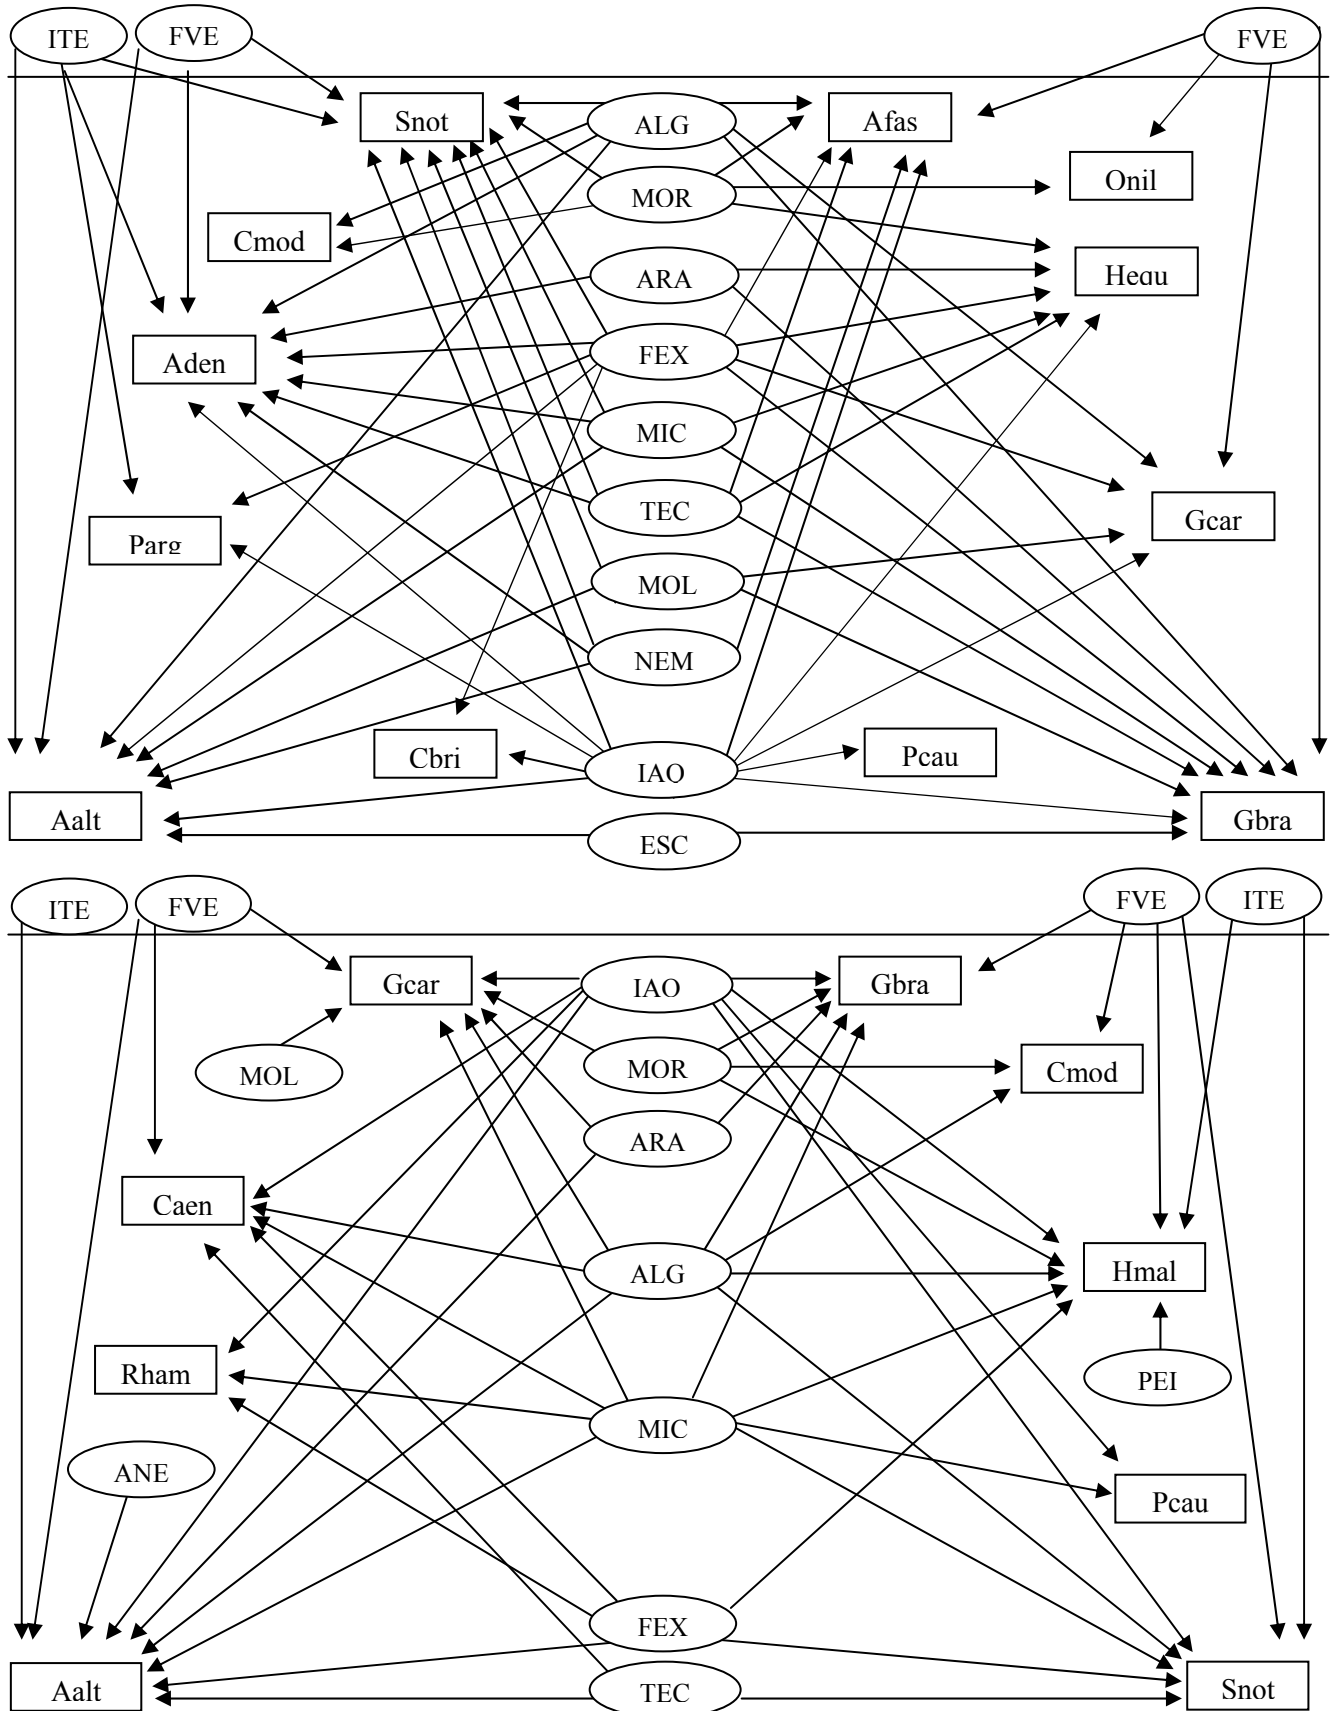 ITE FVE FVE
Snot ALG Afas
MOR Onil
Cmod
ARA Hequ
Aden FEX
MIC
TEC Gcar
Parg
MOL
NEM
Cbri IAO Pcau
Aalt Gbra
ESC
ITE FVE FVE ITE
Gcar IAO Gbra
MOL MOR Cmod
ARA
Caen
ALG Hmal
Rham PEI
MIC
ANE
Pcau
FEX
Aalt TEC Snot